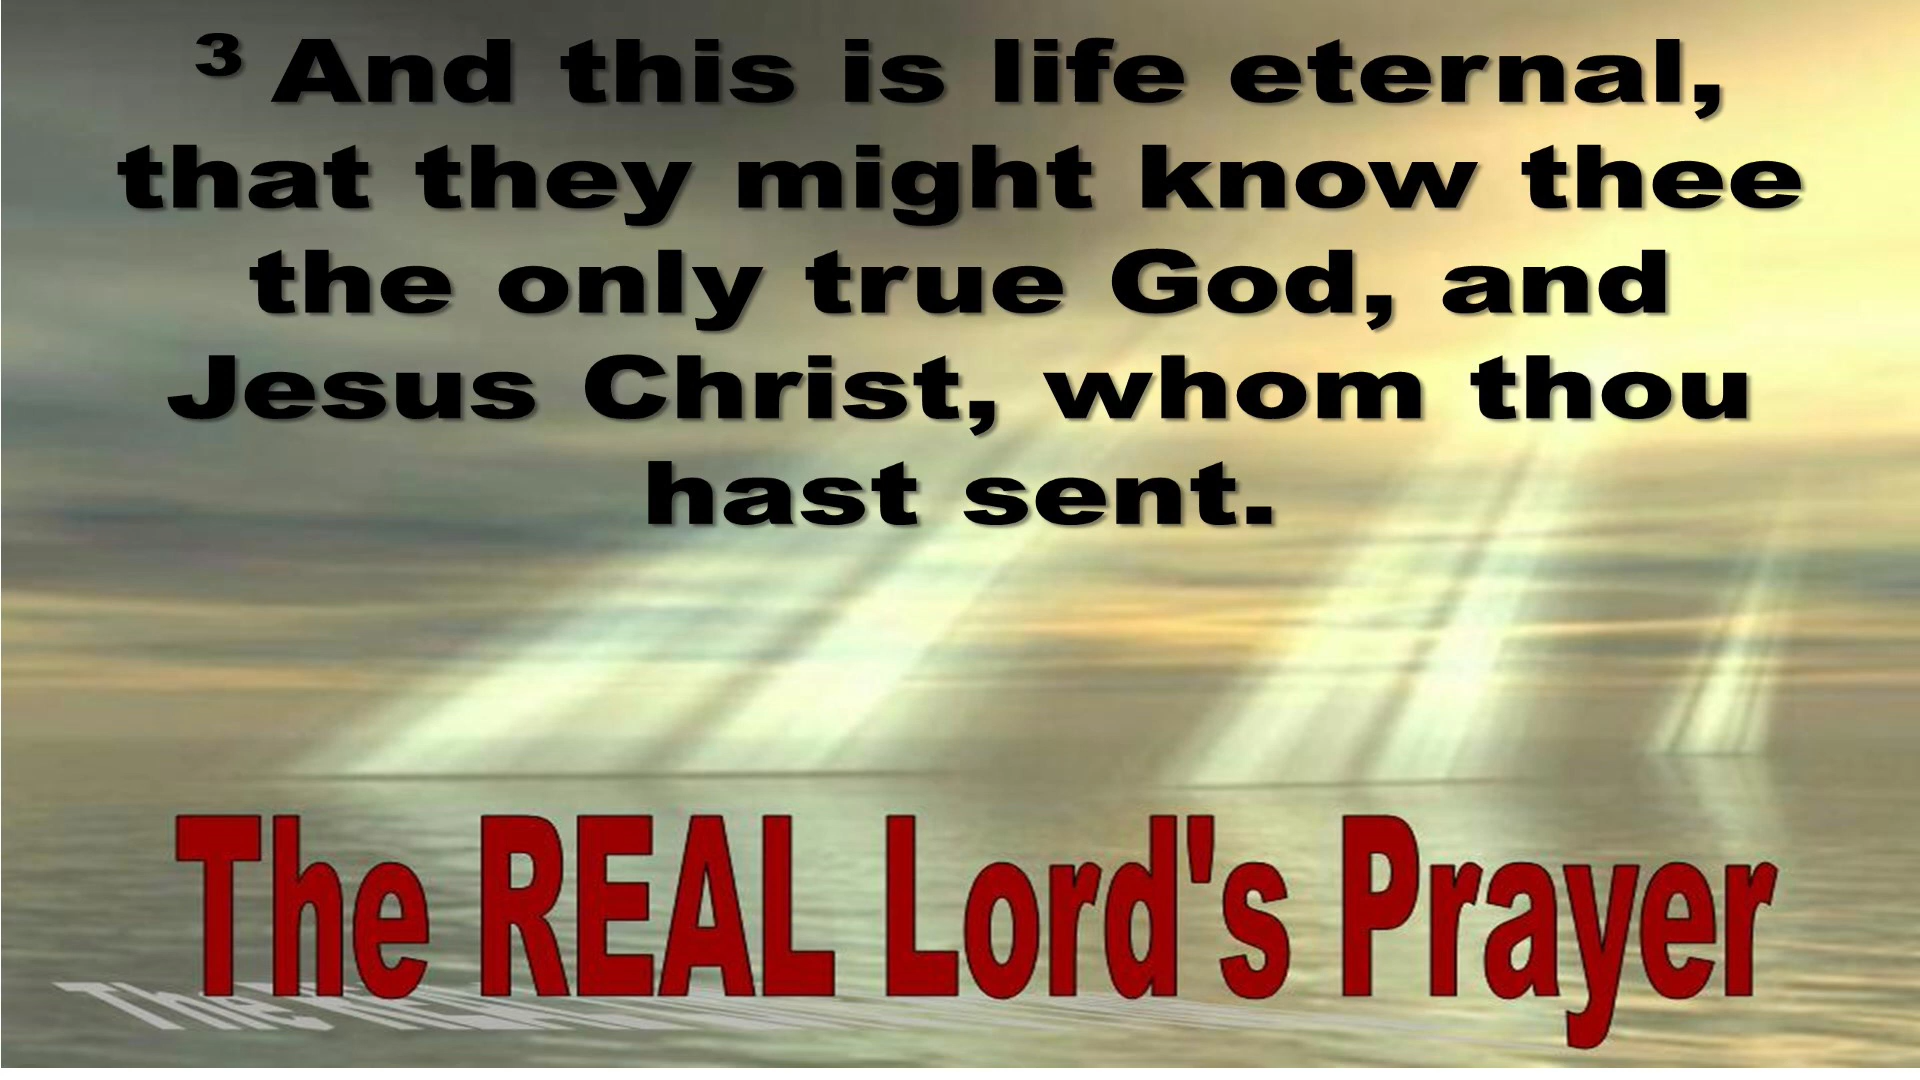 3 And this is life eternal,
that they might know thee
the only true God, and
Jesus Christ, whom thou
hast sent.
The REAL Lord's Prayer